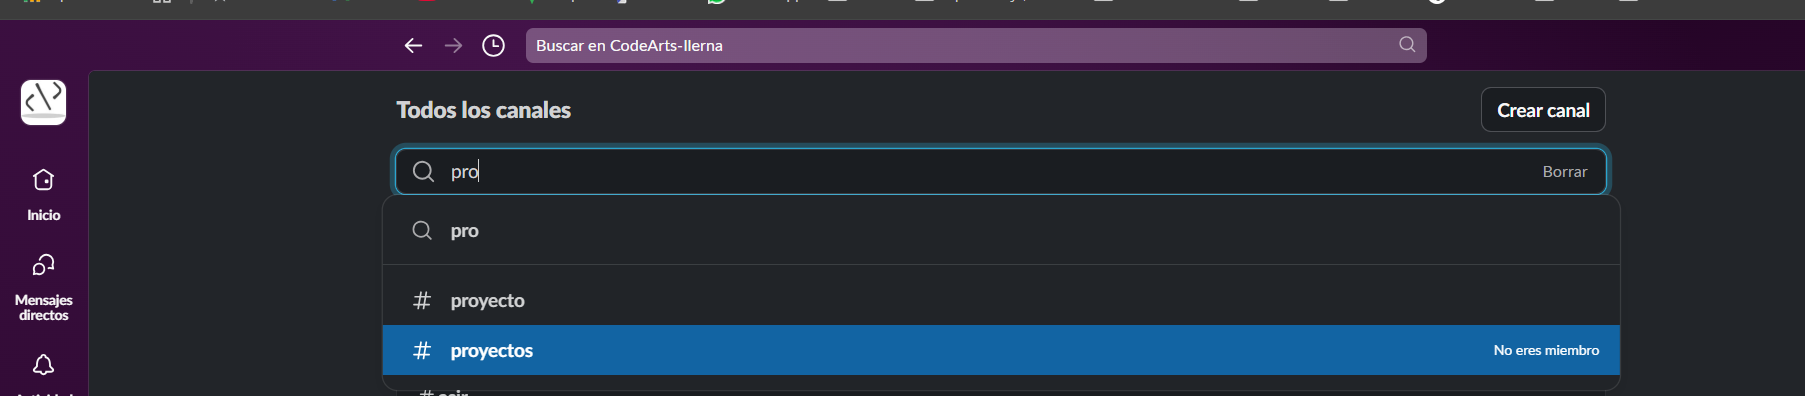 Buscar en CodeArts-Ilerna
Todos los canales
Crear canal
pro
Borrar
pro
# proyecto
# proyectos
No eres miembro
Inicio
Mensajes
directos